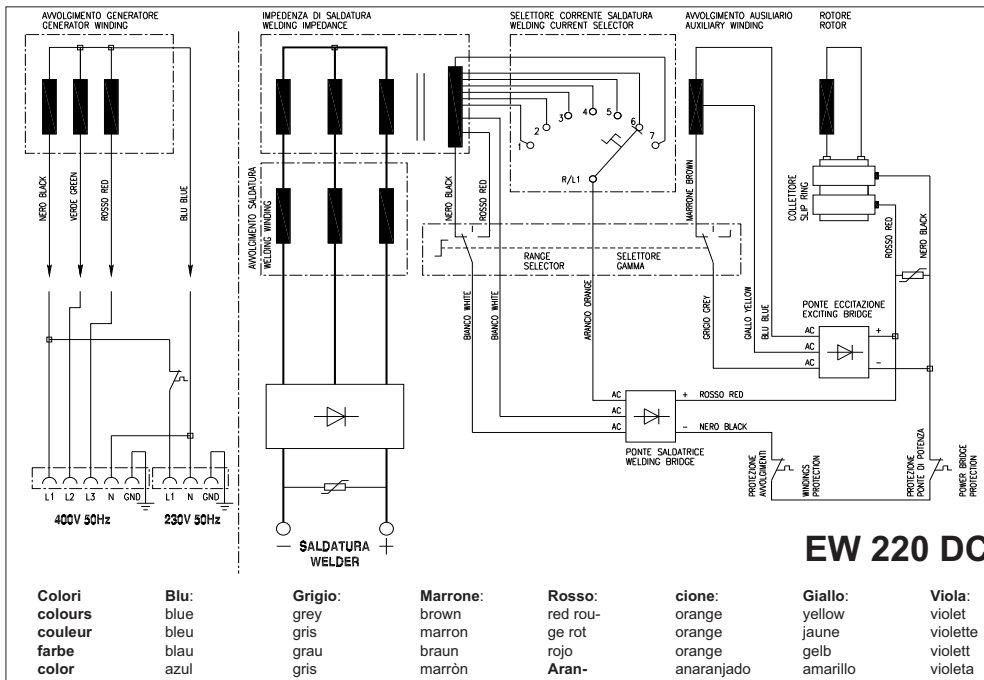 AVVOLGIMENTO GENERATORE
GENERATOR WINDING
IMPEDENZA DI SALDATURA
WELDING IMPEDANCE
SELETTORE CORRENTE SALDATURA
WELDING CURRENT SELECTOR
AVVOLGIMENTO AUSILIARIO
AUXILIARY WINDING
ROTORE
ROTOR
1
2
3
4
5
6
7
R/L1
NERO BLACK
VERDE GREEN
ROSSO RED
BLU BLUE
AVVOLGIMENTO SALDATURA
WELDING WINDING
NERO BLACK
ROSSO RED
MARRONE BROWN
COLLETTORE
SLIP RING
ROSSO RED
NERO BLACK
RANGE
SELECTOR
SELETTORE
GAMMA
BIANCO WHITE
BIANCO WHITE
ARANCIO ORANGE
GRIGIO GREY
GIALLO YELLOW
BLU BLUE
PONTE ECCITAZIONE
EXCITING BRIDGE
AC
AC
AC
+
-
AC
AC
AC
+
ROSSO RED
-
NERO BLACK
PONTE SALDATRICE
WELDING BRIDGE
PROTEZIONE
AVVOLGIMENTI
WINDINGS
PROTECTION
PROTEZIONE
PONTE DI POTENZA
POWER BRIDGE
PROTECTION
L1 L2 L3 N GND
L1 N GND
400V 50Hz
230V 50Hz
— SALDATURA +
WELDER
EW 220 DC
Colori Blu: Grigio: Marrone: Rosso: cione: Giallo: Viola:
colours blue grey brown red rou- orange yellow violet
couleur bleu gris marron ge rot orange jaune violette
farbe blau grau braun rojo orange gelb violett
color azul gris marròn Aran- anaranjado amarillo violeta